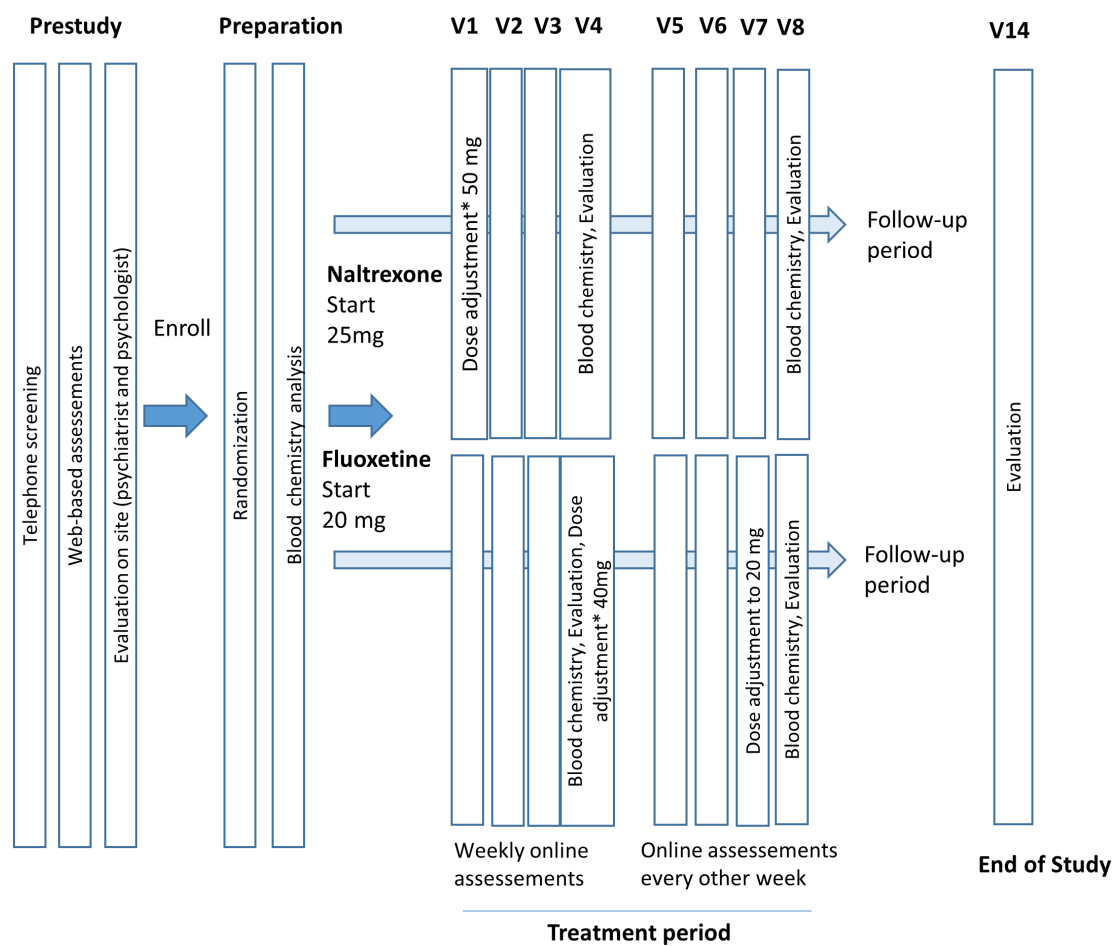 Prestudy
Preparation
V1
V2
V3
V4
V5
V6
V7
V8
V14
Telephone screening
Web-based assessments
Evaluation on site (psychiatrist and psychologist)
Enroll
Randomization
Blood chemistry analysis
Naltrexone
Start
25mg
Dose adjustment* 50 mg
Blood chemistry, Evaluation
Blood chemistry, Evaluation
Follow-up
period
Fluoxetine
Start
20 mg
Blood chemistry, Evaluation, Dose
adjustment* 40mg
Dose adjustment to 20 mg
Blood chemistry, Evaluation
Follow-up
period
Evaluation
Weekly online
assessments
Online assessments
every other week
End of Study
Treatment period